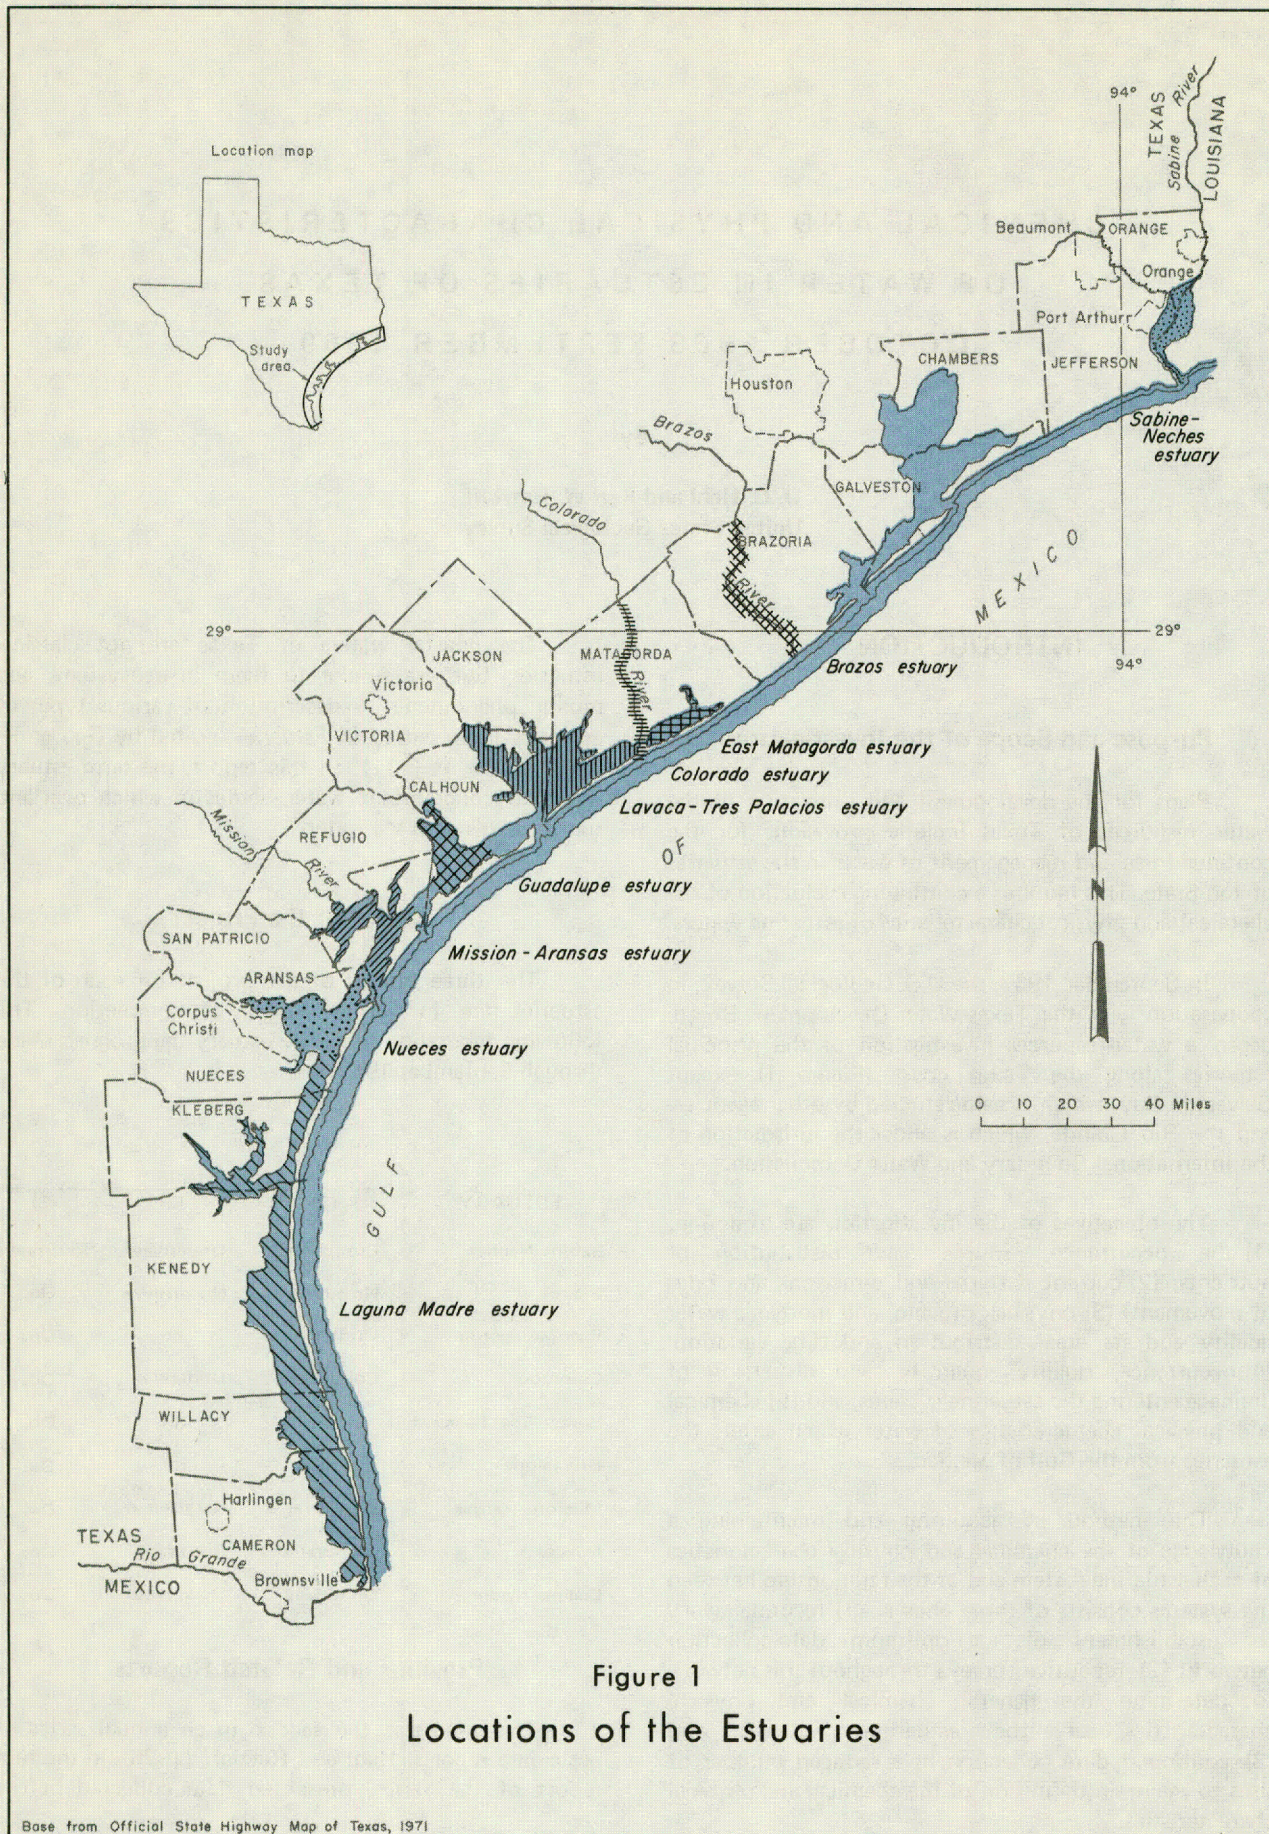 Location map
TEXAS
Study
area
94°
TEXAS
Sabine River
LOUISIANA
Beaumont
ORANGE
Orange
Port Arthur
CHAMBERS
JEFFERSON
Houston
Sabine-
Neches
estuary
Brazos
GALVESTON
Colorado
BRAZORIA
River
MEXICO
29°
29°
94°
JACKSON
MATAGORDA
Brazos estuary
Victoria
River
VICTORIA
East Matagorda estuary
Colorado estuary
CALHOUN
Lavaca-Tres Palacios estuary
Mission
REFUGIO
OF
River
Guadalupe estuary
N
SAN PATRICIO
Mission-Aransas estuary
ARANSAS
Corpus
Christi
Nueces estuary
NUECES
KLEBERG
0 10 20 30 40 Miles
GULF
KENEDY
Laguna Madre estuary
WILLACY
Harlingen
TEXAS
CAMERON
Rio Grande
MEXICO
Brownsville
Figure 1
Locations of the Estuaries
Base from Official State Highway Map of Texas, 1971